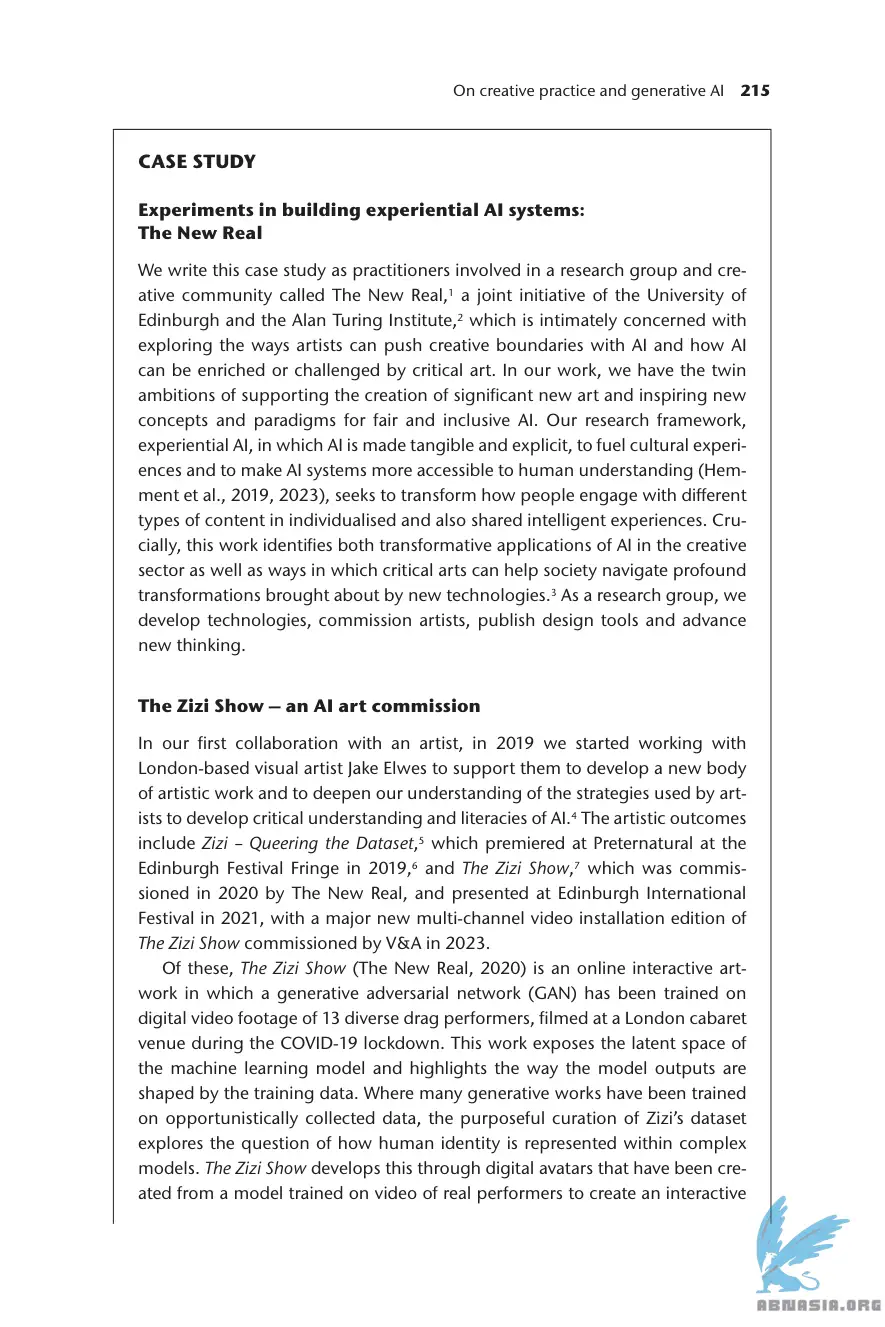 On creative practice and generative AI 215
CASE STUDY
Experiments in building experiential AI systems:
The New Real
We write this case study as practitioners involved in a research group and cre-
ative community called The New Real,¹ a joint initiative of the University of
Edinburgh and the Alan Turing Institute,² which is intimately concerned with
exploring the ways artists can push creative boundaries with AI and how AI
can be enriched or challenged by critical art. In our work, we have the twin
ambitions of supporting the creation of significant new art and inspiring new
concepts and paradigms for fair and inclusive AI. Our research framework,
experiential AI, in which AI is made tangible and explicit, to fuel cultural experi-
ences and to make AI systems more accessible to human understanding (Hem-
ment et al., 2019, 2023), seeks to transform how people engage with different
types of content in individualised and also shared intelligent experiences. Cru-
cially, this work identifies both transformative applications of AI in the creative
sector as well as ways in which critical arts can help society navigate profound
transformations brought about by new technologies.³ As a research group, we
develop technologies, commission artists, publish design tools and advance
new thinking.
The Zizi Show – an AI art commission
In our first collaboration with an artist, in 2019 we started working with
London-based visual artist Jake Elwes to support them to develop a new body
of artistic work and to deepen our understanding of the strategies used by art-
ists to develop critical understanding and literacies of AI.⁴ The artistic outcomes
include Zizi – Queering the Dataset,⁵ which premiered at Preternatural at the
Edinburgh Festival Fringe in 2019,⁶ and The Zizi Show,⁷ which was commis-
sioned in 2020 by The New Real, and presented at Edinburgh International
Festival in 2021, with a major new multi-channel video installation edition of
The Zizi Show commissioned by V&A in 2023.
Of these, The Zizi Show (The New Real, 2020) is an online interactive art-
work in which a generative adversarial network (GAN) has been trained on
digital video footage of 13 diverse drag performers, filmed at a London cabaret
venue during the COVID-19 lockdown. This work exposes the latent space of
the machine learning model and highlights the way the model outputs are
shaped by the training data. Where many generative works have been trained
on opportunistically collected data, the purposeful curation of Zizi's dataset
explores the question of how human identity is represented within complex
models. The Zizi Show develops this through digital avatars that have been cre-
ated from a model trained on video of real performers to create an interactive
ABNASIA.ORG